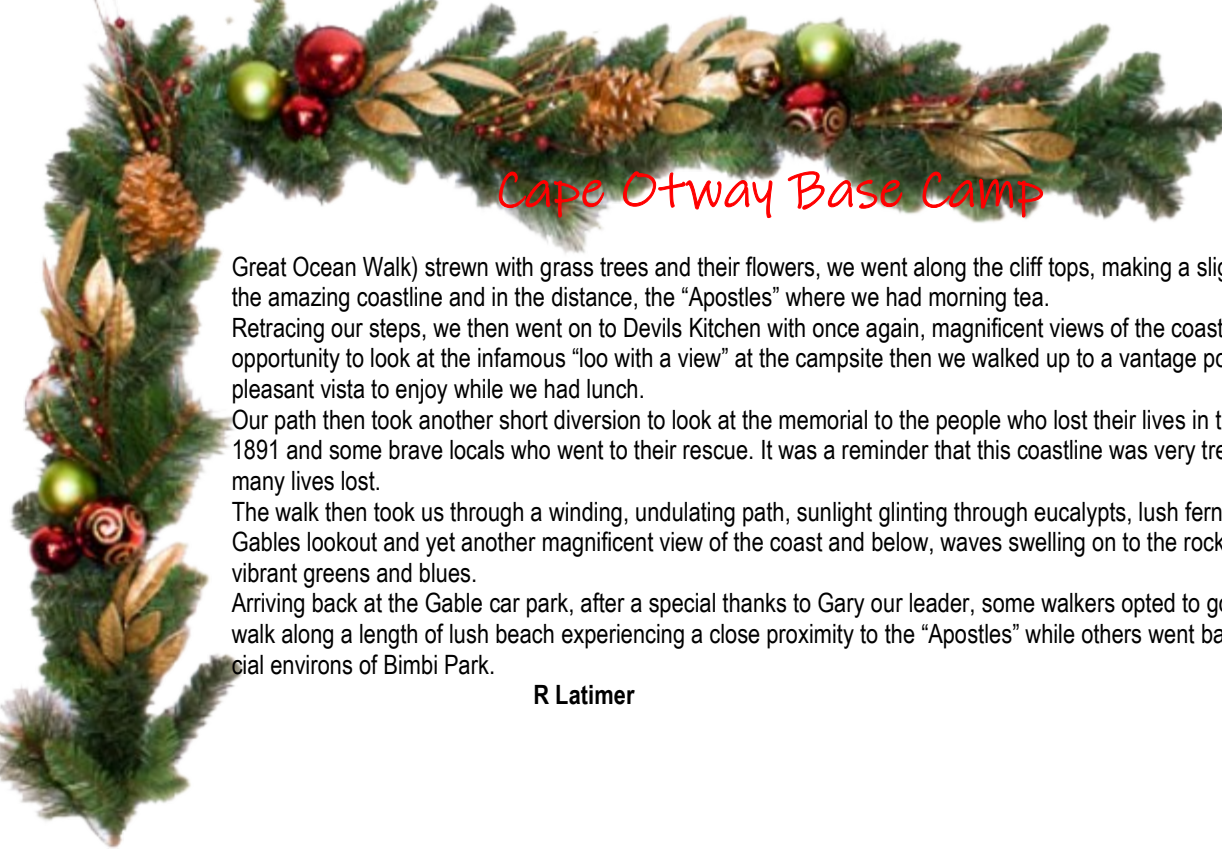 Cape Otway Base Camp
Great Ocean Walk) strewn with grass trees and their flowers, we went along the cliff tops, making a
the amazing coastline and in the distance, the “Apostles” where we had morning tea.
Retracing our steps, we then went on to Devils Kitchen with once again, magnificent views of the coast
opportunity to look at the infamous “loo with a view” at the campsite then we walked up to a vantage
pleasant vista to enjoy while we had lunch.
Our path then took another short diversion to look at the memorial to the people who lost their lives in
1891 and some brave locals who went to their rescue. It was a reminder that this coastline was very
many lives lost.
The walk then took us through a winding, undulating path, sunlight glinting through eucalypts, lush fern
Gables lookout and yet another magnificent view of the coast and below, waves swelling on to the rock
vibrant greens and blues.
Arriving back at the Gable car park, after a special thanks to Gary our leader, some walkers opted to
walk along a length of lush beach experiencing a close proximity to the “Apostles” while others went
cial environs of Bimbi Park.
R Latimer